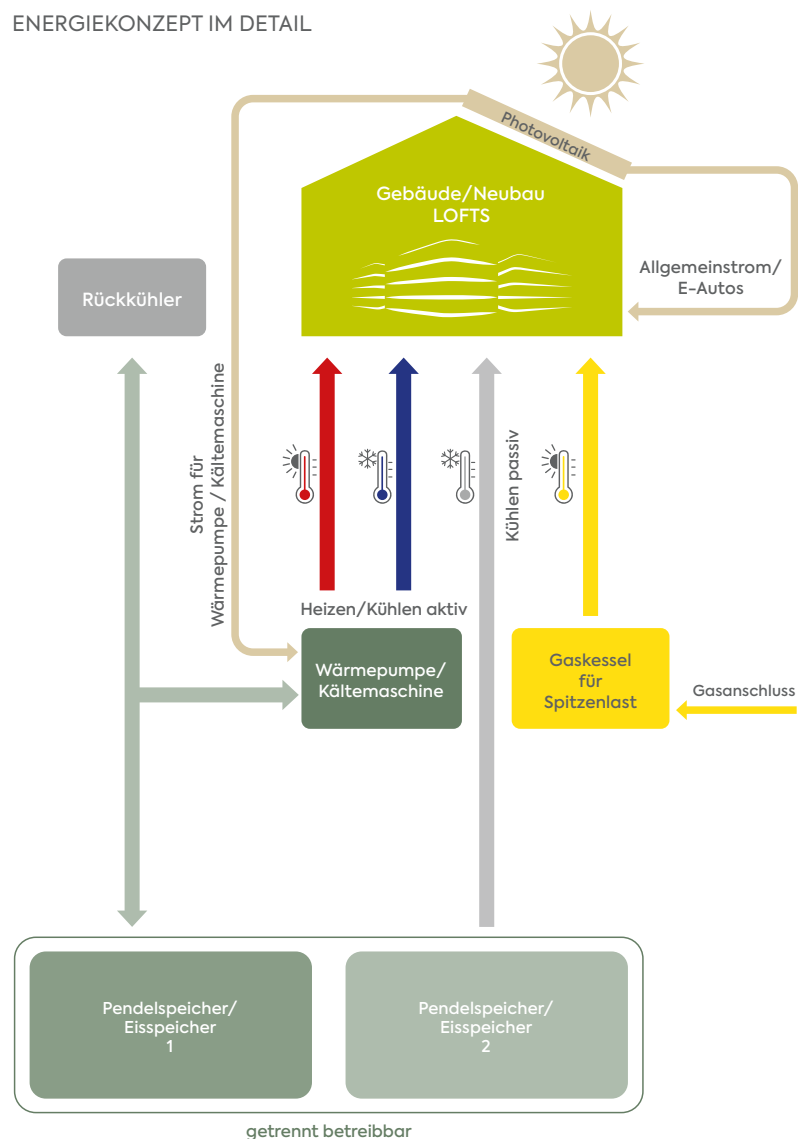 ENERGIEKONZEPT IM DETAIL
Photovoltaik
Gebäude/Neubau
LOFTS
Allgemeinstrom/
E-Autos
Rückkühler
Strom für
Wärmepumpe / Kältemaschine
Kühlen passiv
Heizen/Kühlen aktiv
Wärmepumpe/
Kältemaschine
Gaskessel
für
Spitzenlast
Gasanschluss
Pendelspeicher/
Eisspeicher
1
Pendelspeicher/
Eisspeicher
2
getrennt betreibbar